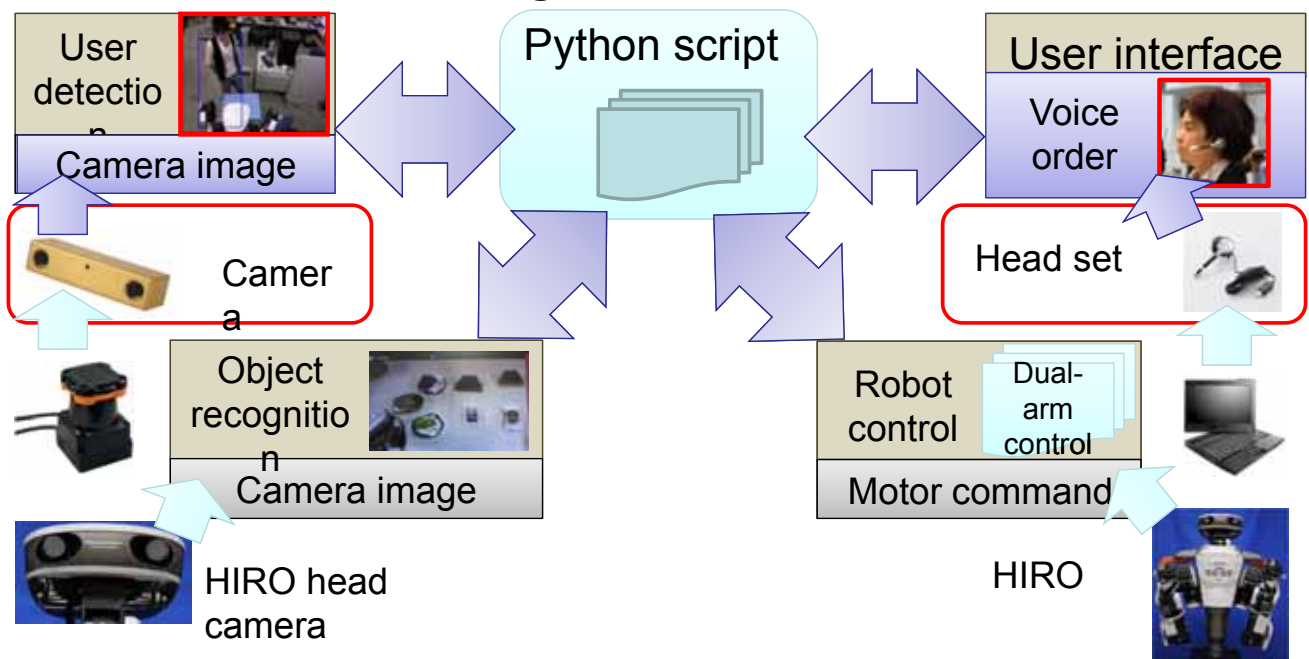 User
detectio
n
Camera image
Python script
User interface
Voice
order
Camer
a
Head set
Object
recognitio
n
Camera image
Robot
control
Dual-
arm
control
Motor command
HIRO head
camera
HIRO